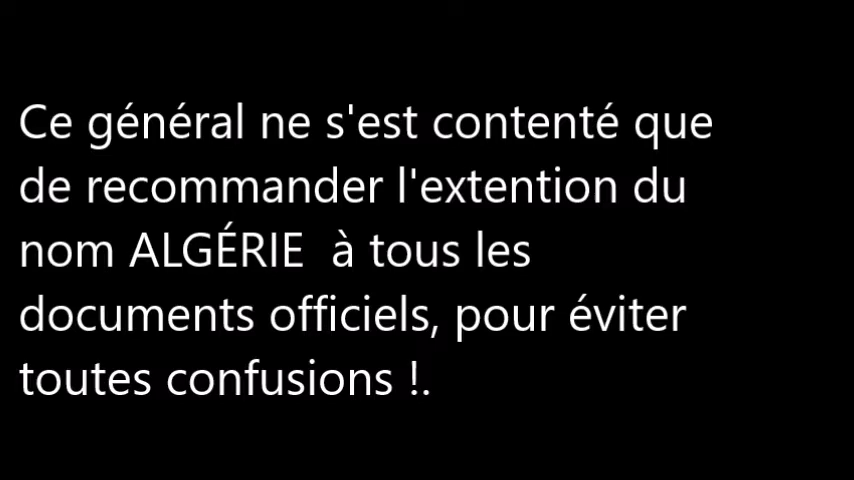 Ce général ne s'est contenté que
de recommander l'extention du
nom ALGÉRIE  à tous les
documents officiels, pour éviter
toutes confusions !.